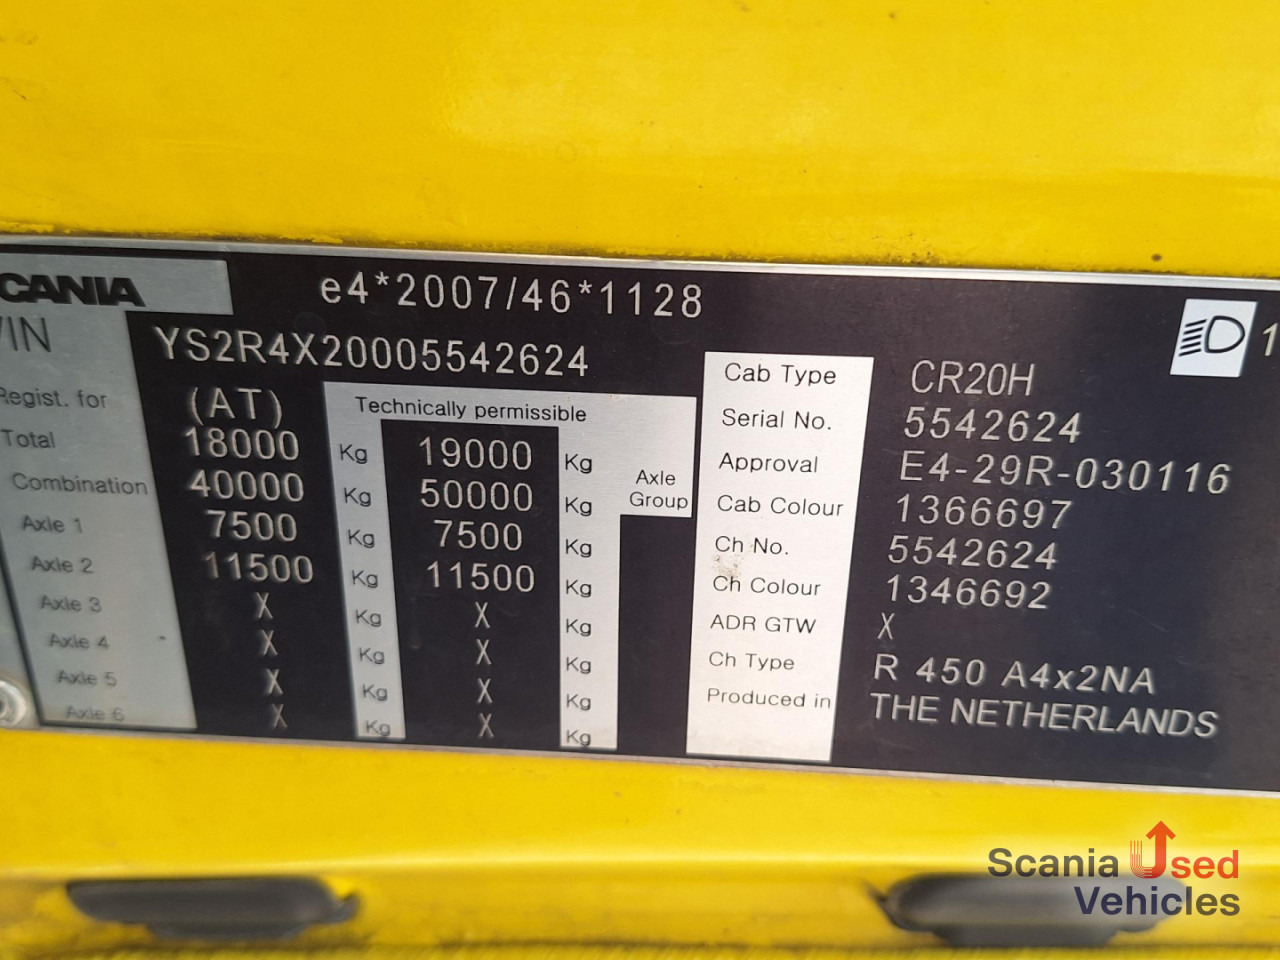 SCANIA e4*2007/46*1128
VIN YS2R4X20005542624 1
Regist. for (AT) Technically permissible
Total 18000 Kg 19000 Kg
Combination 40000 Kg 50000 Kg
Axle 1 7500 Kg 7500 Kg
Axle 2 11500 Kg 11500 Kg
Axle 3 X Kg X Kg
Axle 4 X Kg X Kg
Axle 5 X Kg X Kg
Axle 6 X Kg X Kg
Axle
Group
Cab Type CR20H
Serial No. 5542624
Approval E4-29R-030116
Cab Colour 1366697
Ch No. 5542624
Ch Colour 1346692
ADR GTW X
Ch Type R 450 A4x2NA
Produced in THE NETHERLANDS
Scania Used
Vehicles